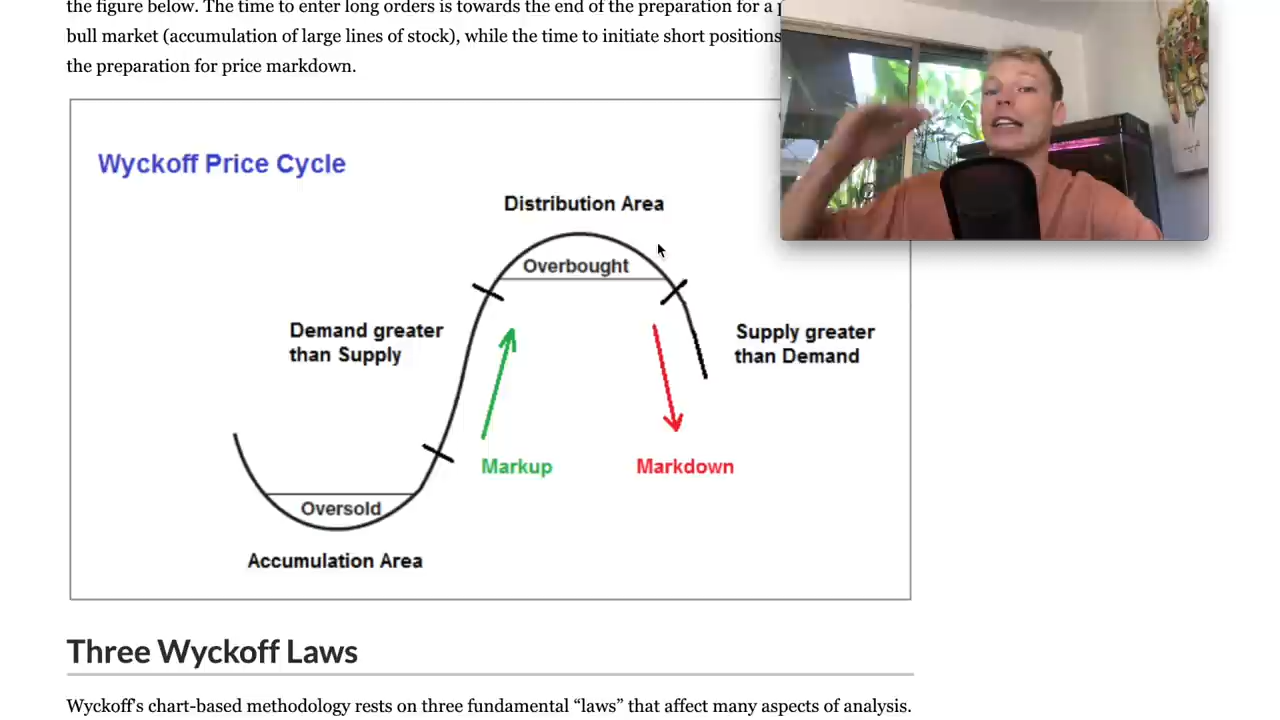 the figure below. The time to enter long orders is towards the end of the preparation for a
bull market (accumulation of large lines of stock), while the time to initiate short positions
the preparation for price markdown.
Wyckoff Price Cycle
Distribution Area
Overbought
Demand greater
than Supply
Supply greater
than Demand
Markup
Markdown
Oversold
Accumulation Area
Three Wyckoff Laws
Wyckoff's chart-based methodology rests on three fundamental “laws” that affect many aspects of analysis.